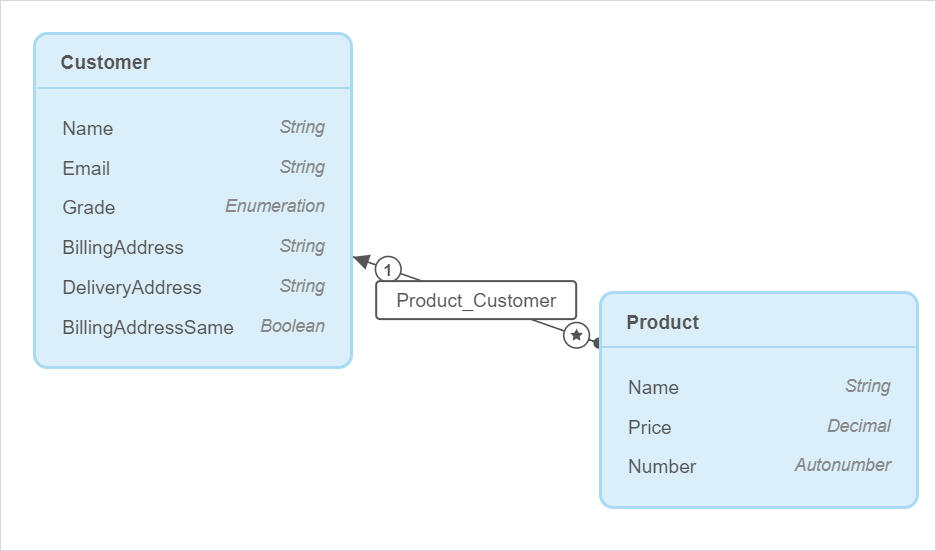 Customer
Name String
Email String
Grade Enumeration
BillingAddress String
DeliveryAddress String
BillingAddressSame Boolean
1
Product_Customer
Product
Name String
Price Decimal
Number Autonumber